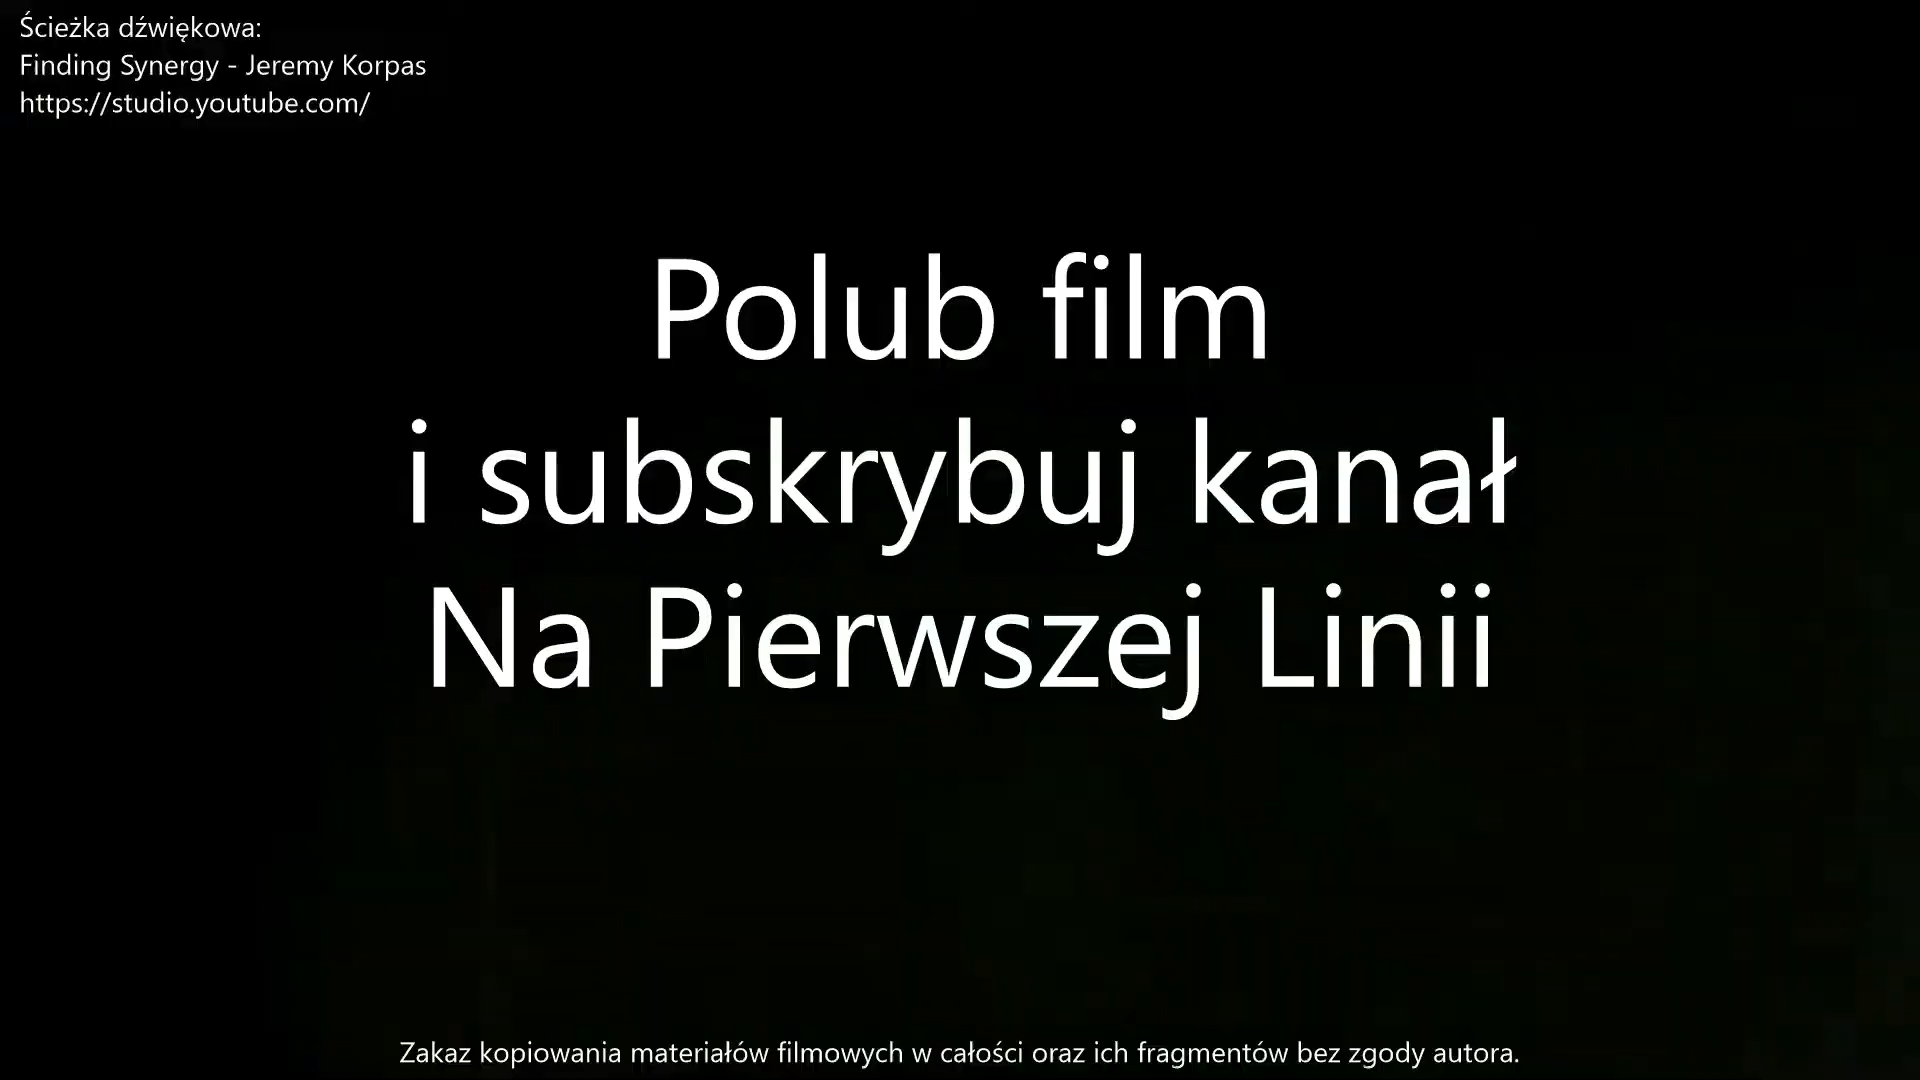 Ścieżka dźwiękowa:
Finding Synergy - Jeremy Korpas
https://studio.youtube.com/
Polub film
i subskrybuj kanał
Na Pierwszej Linii
Zakaz kopiowania materiałów filmowych w całości oraz ich fragmentów bez zgody autora.